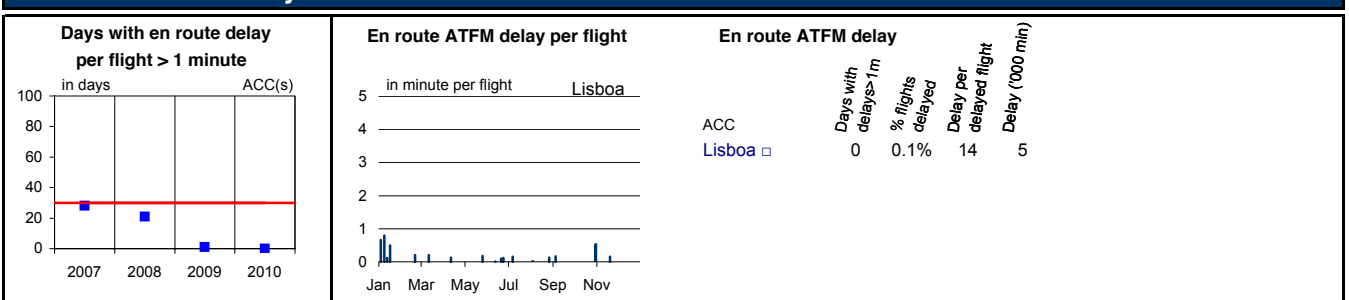 Days with en route delay
per flight > 1 minute
in days
ACC(s)
100
80
60
40
20
0
2007 2008 2009 2010
En route ATFM delay per flight
in minute per flight
Lisboa
5
4
3
2
1
0
Jan Mar May Jul Sep Nov
En route ATFM delay
ACC
Days with
delays>1m
% flights
delayed
Delay per
delayed flight
Delay ('000 min)
Lisboa □ 0 0.1% 14 5